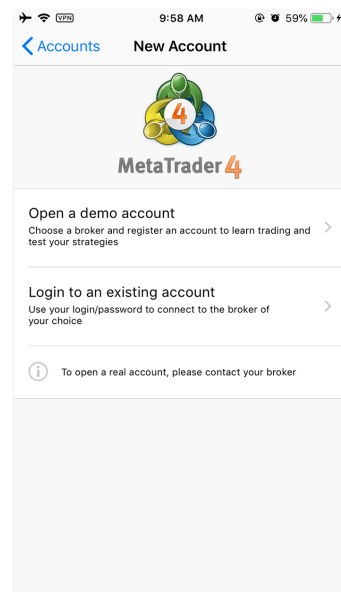 VPN 9:58 AM 59%
Accounts New Account
4
MetaTrader 4
Open a demo account
Choose a broker and register an account to learn trading and
test your strategies
Login to an existing account
Use your login/password to connect to the broker of
your choice
To open a real account, please contact your broker